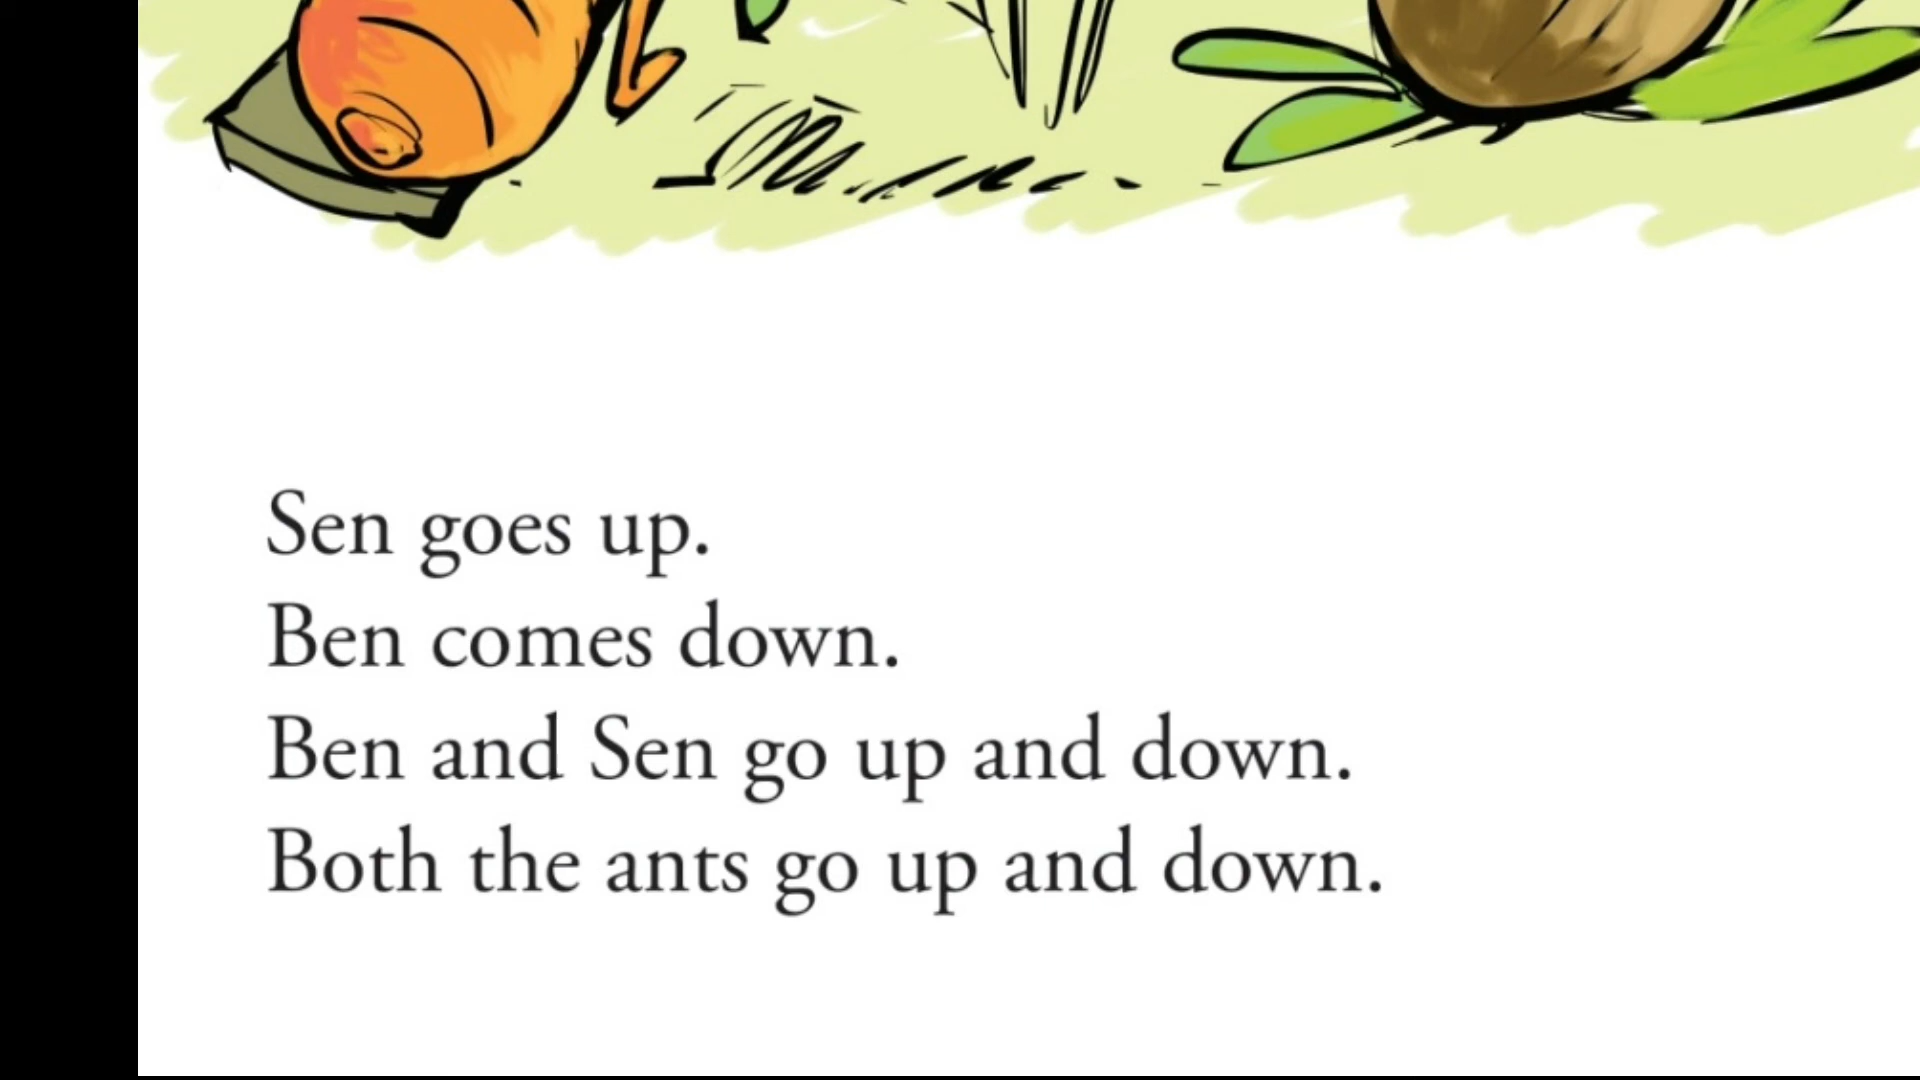 Sen goes up.
Ben comes down.
Ben and Sen go up and down.
Both the ants go up and down.